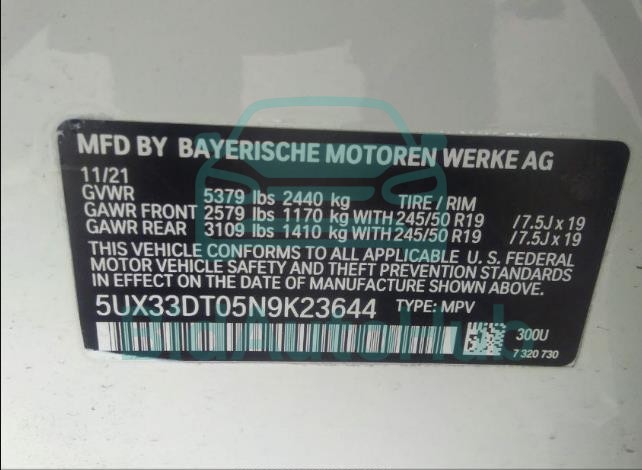 MFD BY BAYERISCHE MOTOREN WERKE AG
11/21
GVWR 5379 lbs 2440 kg TIRE / RIM
GAWR FRONT 2579 lbs 1170 kg WITH 245/50 R19 /7.5J x 19
GAWR REAR 3109 lbs 1410 kg WITH 245/50 R19 /7.5J x 19
THIS VEHICLE CONFORMS TO ALL APPLICABLE U. S. FEDERAL
MOTOR VEHICLE SAFETY AND THEFT PREVENTION STANDARDS
IN EFFECT ON THE DATE OF MANUFACTURE SHOWN ABOVE.
5UX33DT05N9K23644 TYPE: MPV
BidAutoHub
300U
7 320 730